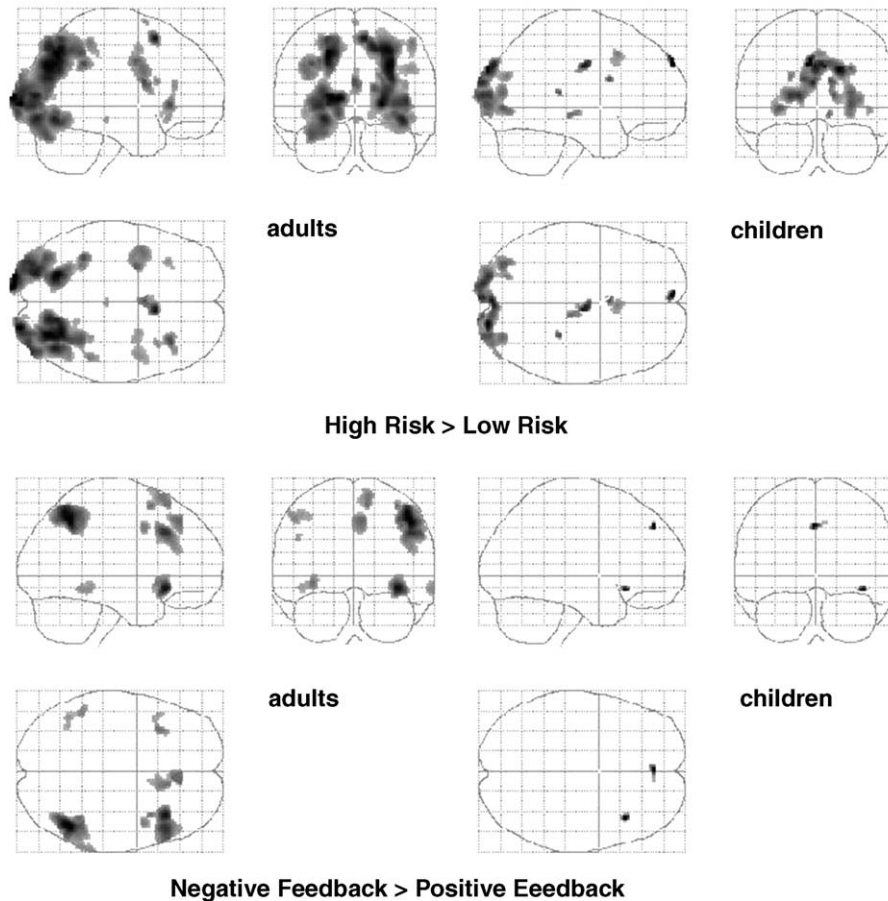 adults
children
High Risk > Low Risk
adults
children
Negative Feedback > Positive Eeedback